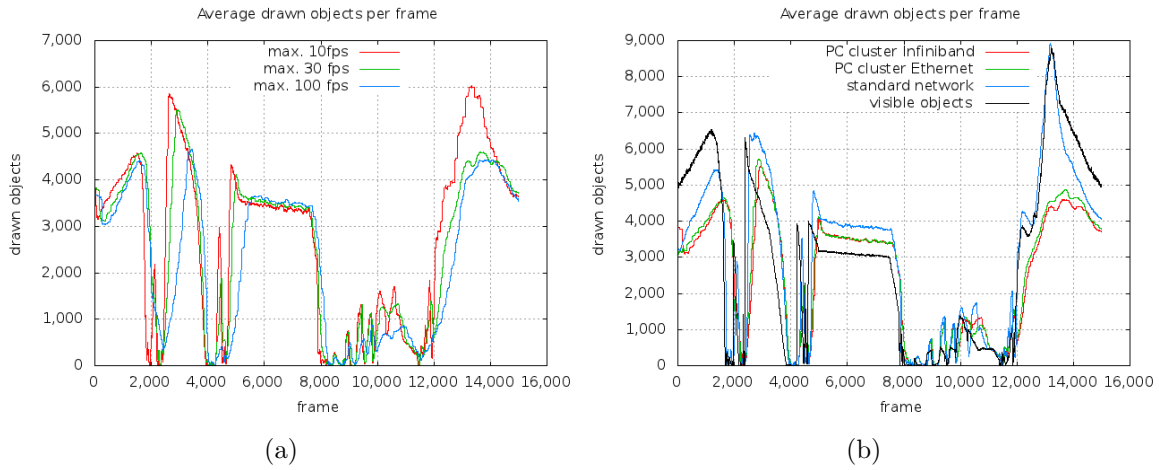 Average drawn objects per frame
7,000
6,000
5,000
4,000
3,000
2,000
1,000
0
drawn objects
max. 10fps
max. 30 fps
max. 100 fps
0 2,000 4,000 6,000 8,000 10,000 12,000 14,000 16,000
frame
(a)
Average drawn objects per frame
9,000
8,000
7,000
6,000
5,000
4,000
3,000
2,000
1,000
0
drawn objects
PC cluster Infiniband
PC cluster Ethernet
standard network
visible objects
0 2,000 4,000 6,000 8,000 10,000 12,000 14,000 16,000
frame
(b)